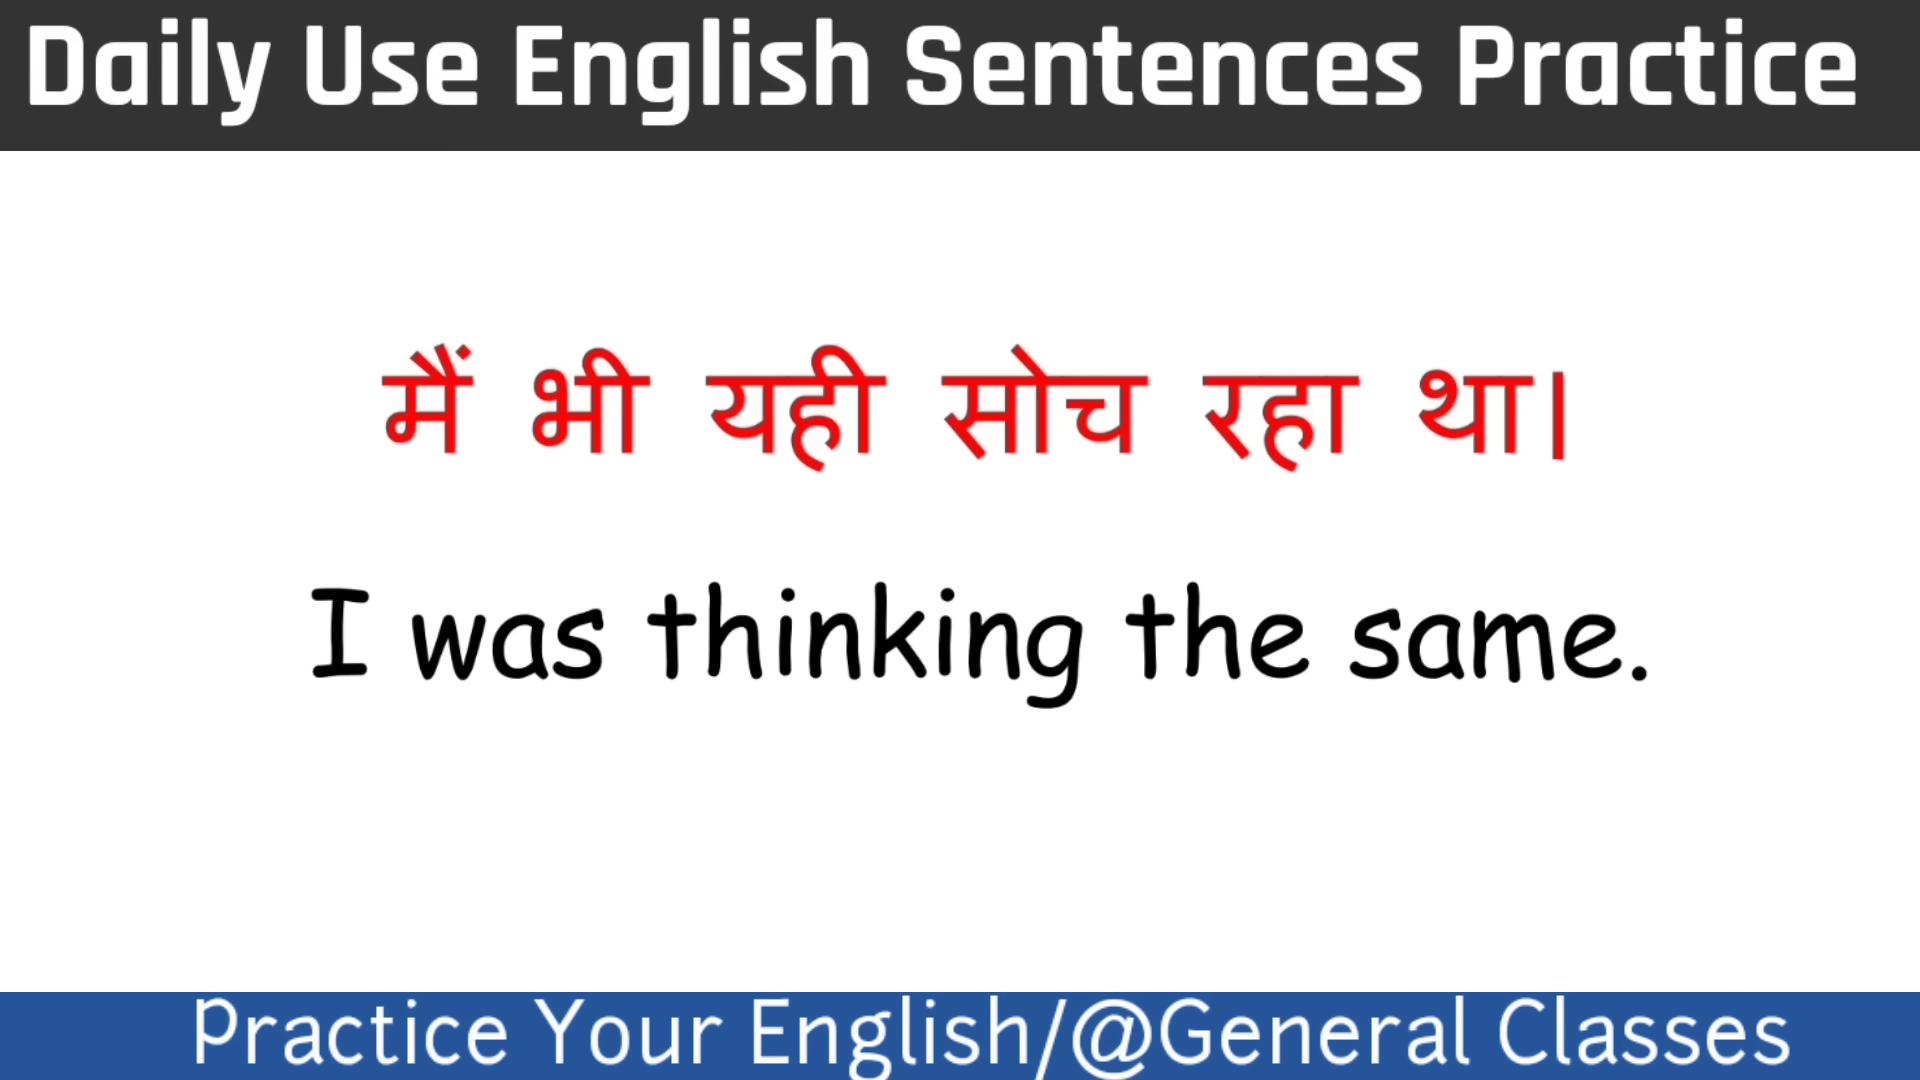 Daily Use English Sentences Practice
मैं भी यही सोच रहा था।
I was thinking the same.
Practice Your English/@General Classes